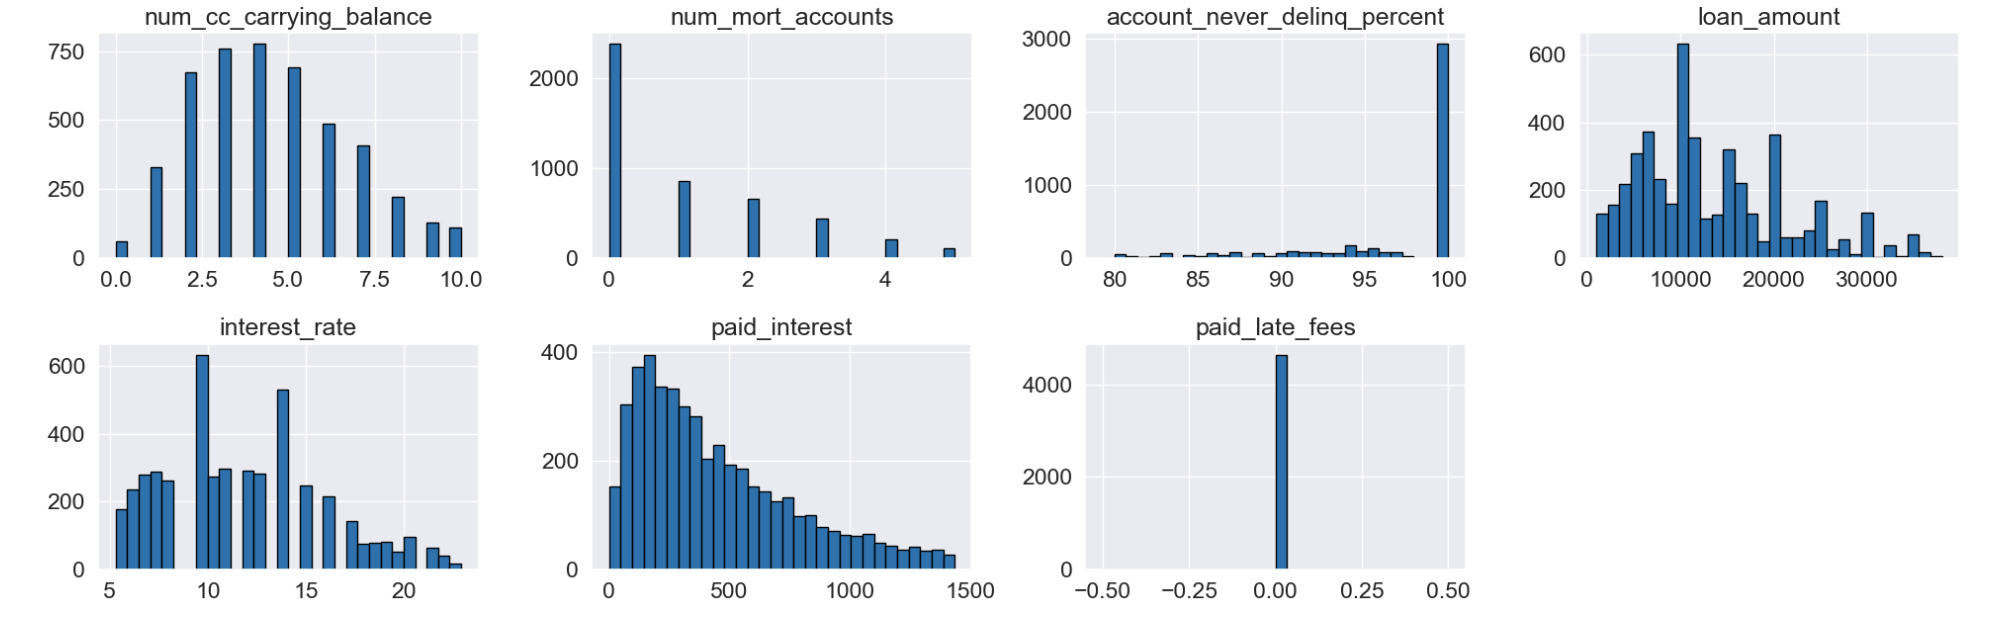 num_cc_carrying_balance
750
500
250
0
0.0 2.5 5.0 7.5 10.0
num_mort_accounts
2000
1000
0
0 2 4
account_never_delinq_percent
3000
2000
1000
0
80 85 90 95 100
loan_amount
600
400
200
0
0 10000 20000 30000
interest_rate
600
400
200
0
5 10 15 20
paid_interest
400
200
0
0 500 1000 1500
paid_late_fees
4000
2000
0
−0.50 −0.25 0.00 0.25 0.50